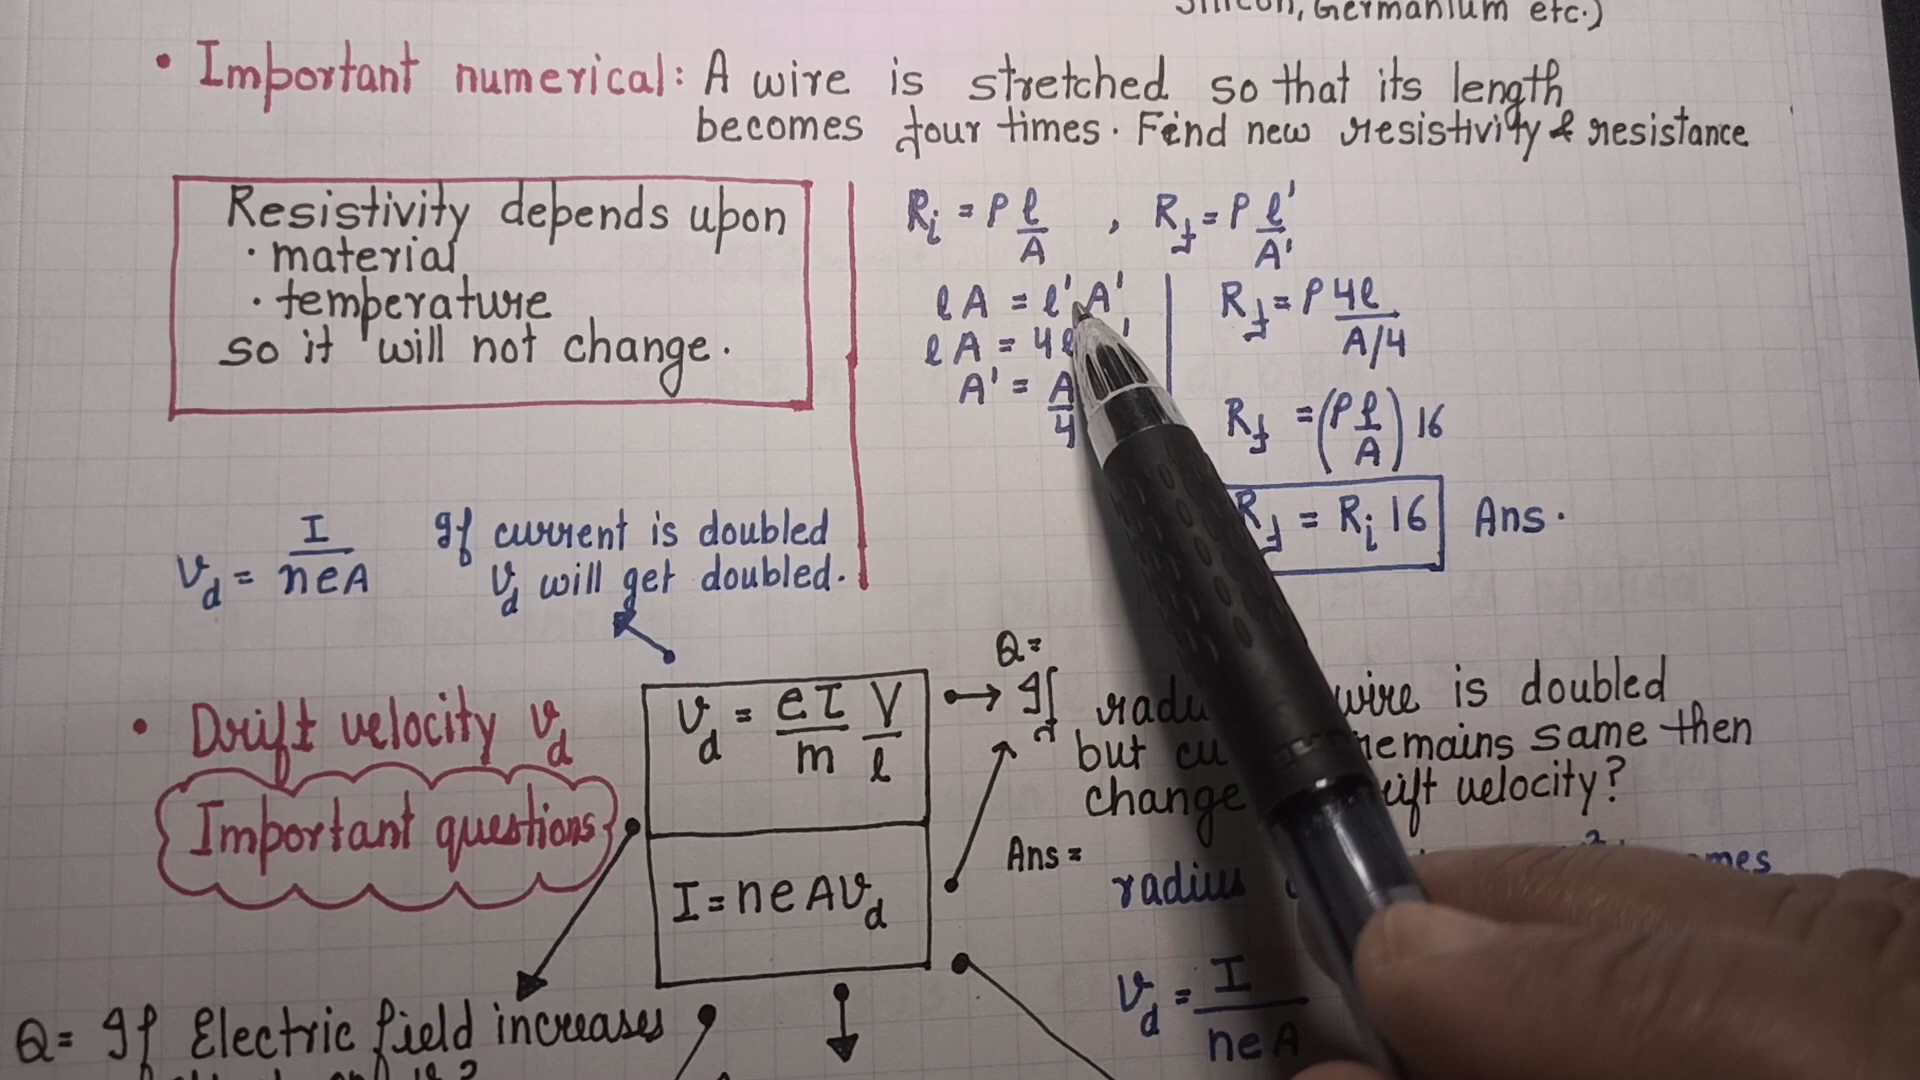 Silicon, Germanium etc.)
• Important numerical: A wire is stretched so that its length
becomes four times. Find new resistivity & resistance
Resistivity depends upon
· material
· temperature
so it will not change.
Ri = ρ l/A , Rf = ρ l'/A'
lA = l'A'
lA = 4l
A' = A/4
Rf = ρ 4l/(A/4)
Rf = (ρ l/A) 16
Rf = Ri 16 Ans.
Vd = I/neA
If current is doubled
Vd will get doubled.
• Drift velocity Vd
Important questions
Vd = eτ/m V/l
I = neAVd
Q=
If wire is doubled
but remains same then
change velocity?
Ans =
radius
Vd = I/neA
Q= If Electric field increases